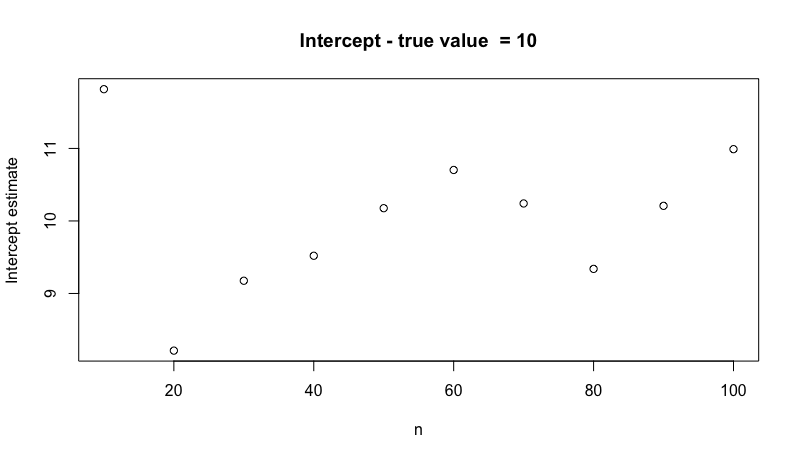 Intercept - true value  = 10
Intercept estimate
11
10
9
20 40 60 80 100
n